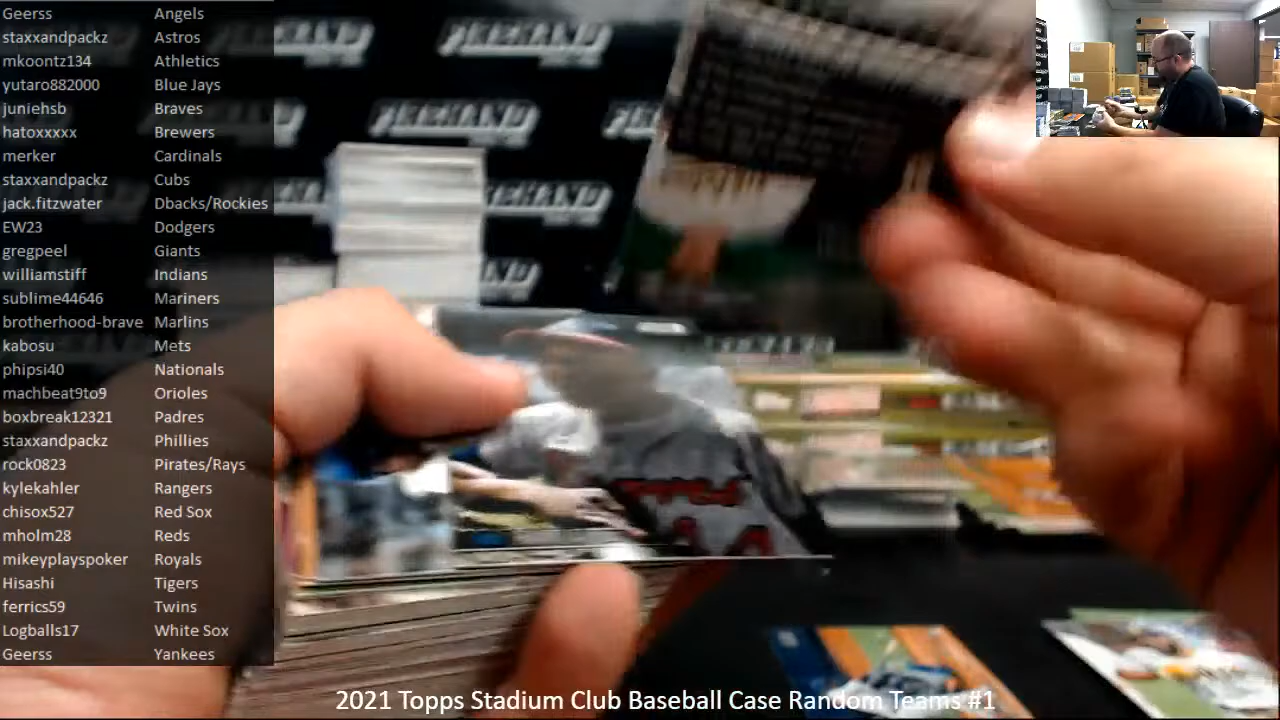 Geerss Angels
staxxandpackz Astros
mkoontz134 Athletics
yutaro882000 Blue Jays
juniehsb Braves
hatoxxxxx Brewers
merker Cardinals
staxxandpackz Cubs
jack.fitzwater Dbacks/Rockies
EW23 Dodgers
gregpeel Giants
williamstiff Indians
sublime44646 Mariners
brotherhood-brave Marlins
kabosu Mets
phipsi40 Nationals
machbeat9to9 Orioles
boxbreak12321 Padres
staxxandpackz Phillies
rock0823 Pirates/Rays
kylekahler Rangers
chisox527 Red Sox
mholm28 Reds
mikeyplayspoker Royals
Hisashi Tigers
ferrics59 Twins
Logballs17 White Sox
Geerss Yankees
2021 Topps Stadium Club Baseball Case Random Teams #1